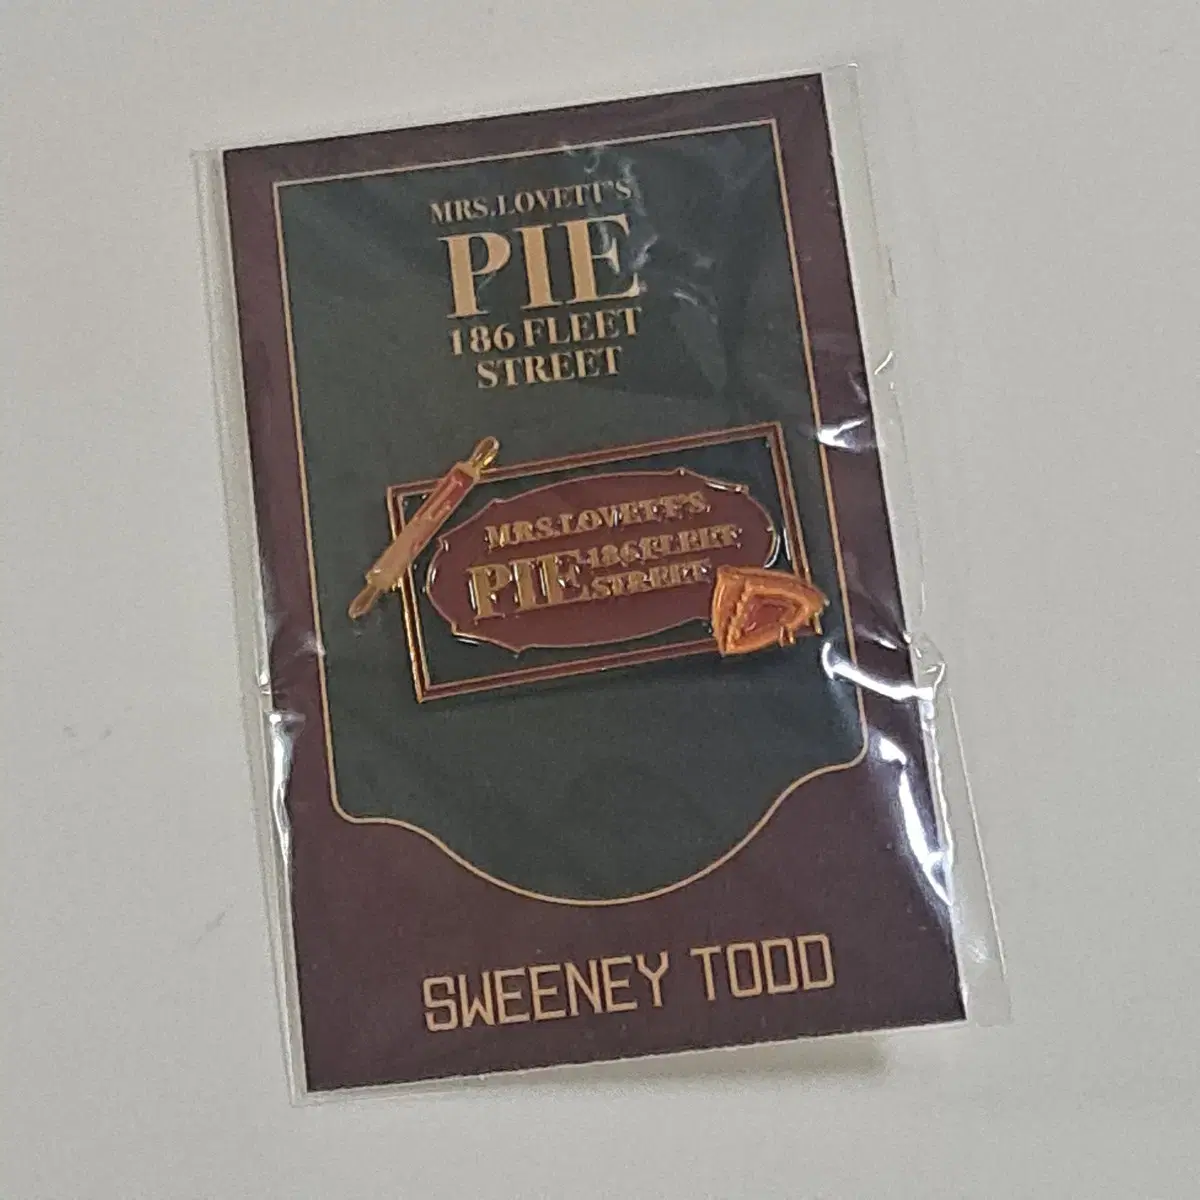 MRS.LOVETT'S
PIE
186 FLEET
STREET
MRS.LOVETT'S
PIE 186 FLEET
STREET
SWEENEY TODD